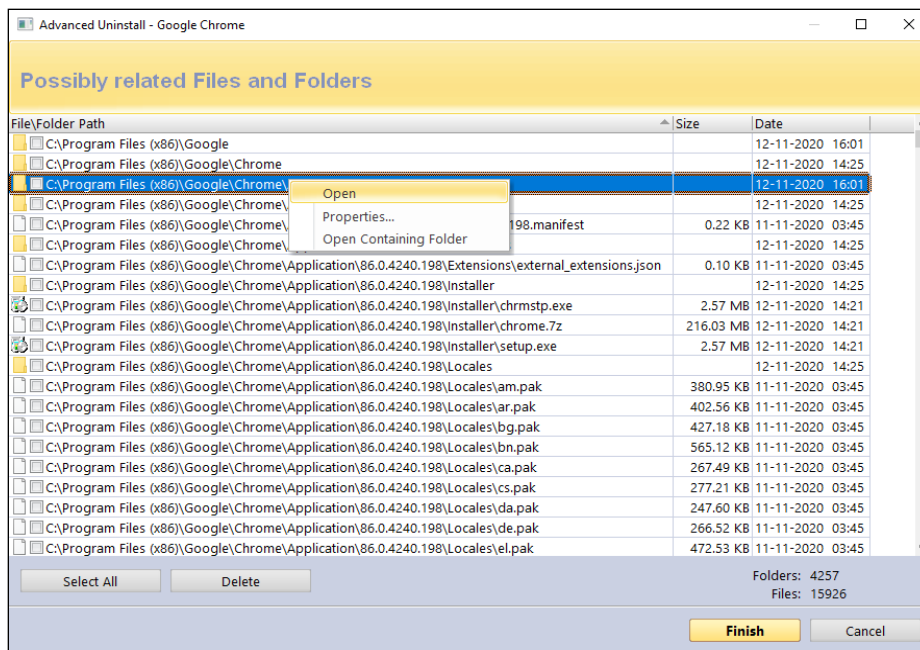 Advanced Uninstall - Google Chrome
Possibly related Files and Folders
File\Folder Path Size Date
C:\Program Files (x86)\Google 12-11-2020 16:01
C:\Program Files (x86)\Google\Chrome 12-11-2020 14:25
C:\Program Files (x86)\Google\Chrome\ 12-11-2020 16:01
Open
C:\Program Files (x86)\Google\Chrome\ 12-11-2020 14:25
Properties...
C:\Program Files (x86)\Google\Chrome\ 198.manifest 0.22 KB 11-11-2020 03:45
Open Containing Folder
C:\Program Files (x86)\Google\Chrome\ 12-11-2020 14:25
C:\Program Files (x86)\Google\Chrome\Application\86.0.4240.198\Extensions\external_extensions.json 0.10 KB 11-11-2020 03:45
C:\Program Files (x86)\Google\Chrome\Application\86.0.4240.198\Installer 12-11-2020 14:25
C:\Program Files (x86)\Google\Chrome\Application\86.0.4240.198\Installer\chrmstp.exe 2.57 MB 12-11-2020 14:21
C:\Program Files (x86)\Google\Chrome\Application\86.0.4240.198\Installer\chrome.7z 216.03 MB 12-11-2020 14:21
C:\Program Files (x86)\Google\Chrome\Application\86.0.4240.198\Installer\setup.exe 2.57 MB 12-11-2020 14:21
C:\Program Files (x86)\Google\Chrome\Application\86.0.4240.198\Locales 12-11-2020 14:25
C:\Program Files (x86)\Google\Chrome\Application\86.0.4240.198\Locales\am.pak 380.95 KB 11-11-2020 03:45
C:\Program Files (x86)\Google\Chrome\Application\86.0.4240.198\Locales\ar.pak 402.56 KB 11-11-2020 03:45
C:\Program Files (x86)\Google\Chrome\Application\86.0.4240.198\Locales\bg.pak 427.18 KB 11-11-2020 03:45
C:\Program Files (x86)\Google\Chrome\Application\86.0.4240.198\Locales\bn.pak 565.12 KB 11-11-2020 03:45
C:\Program Files (x86)\Google\Chrome\Application\86.0.4240.198\Locales\ca.pak 267.49 KB 11-11-2020 03:45
C:\Program Files (x86)\Google\Chrome\Application\86.0.4240.198\Locales\cs.pak 277.21 KB 11-11-2020 03:45
C:\Program Files (x86)\Google\Chrome\Application\86.0.4240.198\Locales\da.pak 247.60 KB 11-11-2020 03:45
C:\Program Files (x86)\Google\Chrome\Application\86.0.4240.198\Locales\de.pak 266.52 KB 11-11-2020 03:45
C:\Program Files (x86)\Google\Chrome\Application\86.0.4240.198\Locales\el.pak 472.53 KB 11-11-2020 03:45
Select All Delete Folders: 4257
Files: 15926
Finish Cancel